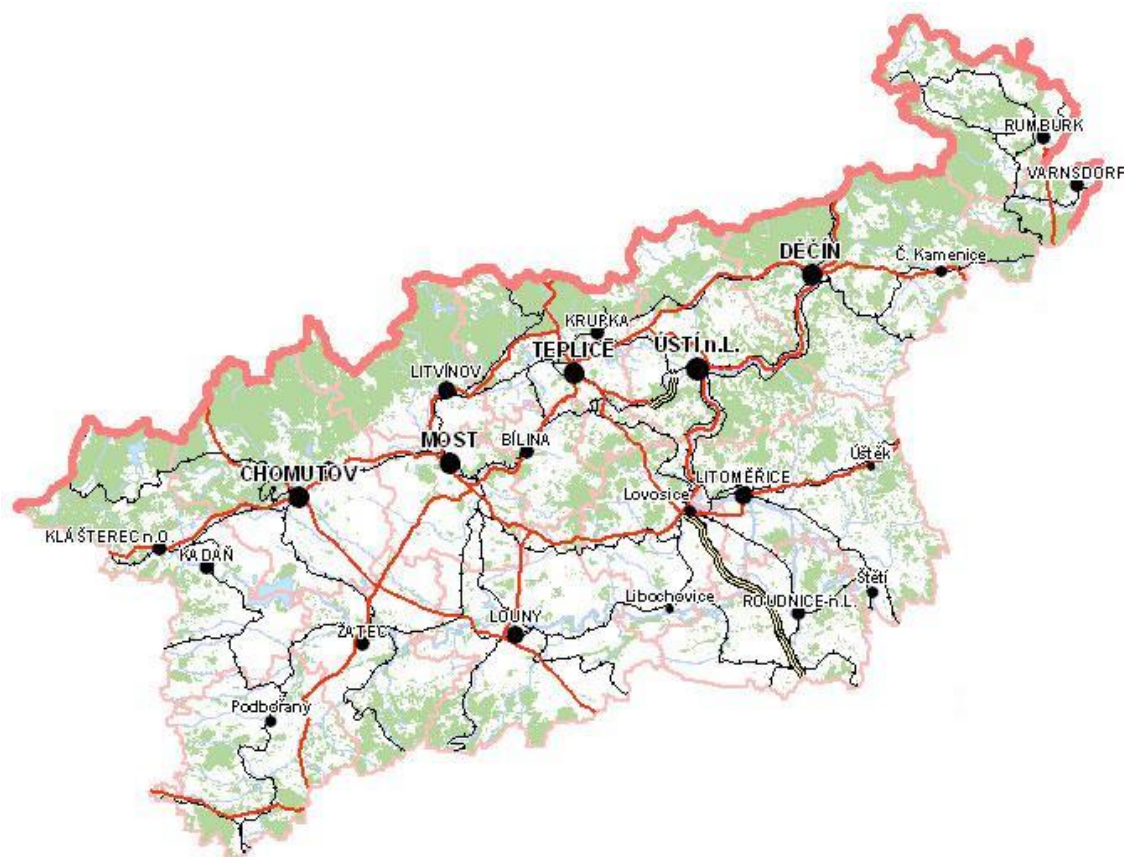 RUMBURK
VARNSDORF
DĚČÍN
Č. Kamenice
KRUPKA
TEPLICE
ÚSTÍ n.L.
LITVÍNOV
MOST
BÍLINA
CHOMUTOV
Úštěk
LITOMĚŘICE
Lovosice
KLÁŠTEREC n.O.
KADAŇ
Štětí
Libochovice
ROUDNICE n.L.
LOUNY
ŽATEC
Podbořany